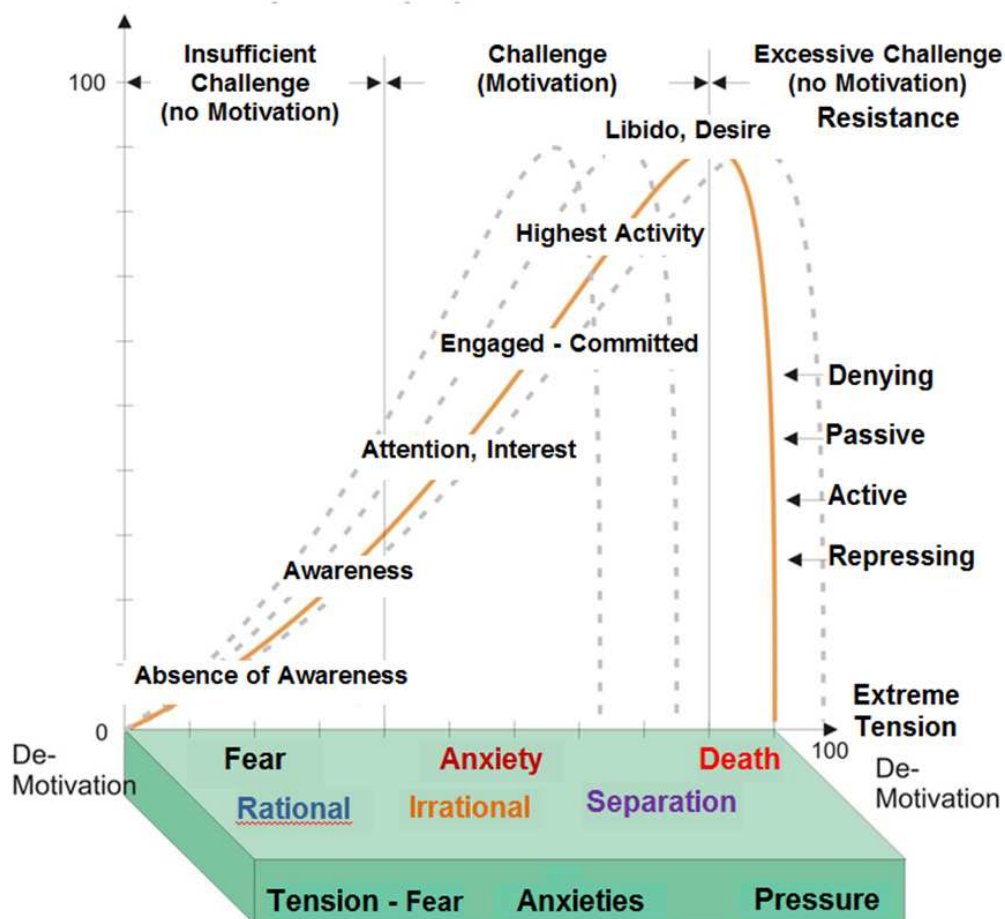 Insufficient
Challenge
(no Motivation)
Challenge
(Motivation)
Excessive Challenge
(no Motivation)
Resistance
100
Libido, Desire
Highest Activity
Engaged - Committed
Denying
Passive
Attention, Interest
Active
Repressing
Awareness
Absence of Awareness
Extreme
Tension
0
100
De-
Motivation
De-
Motivation
Fear
Anxiety
Death
Rational
Irrational
Separation
Tension - Fear
Anxieties
Pressure